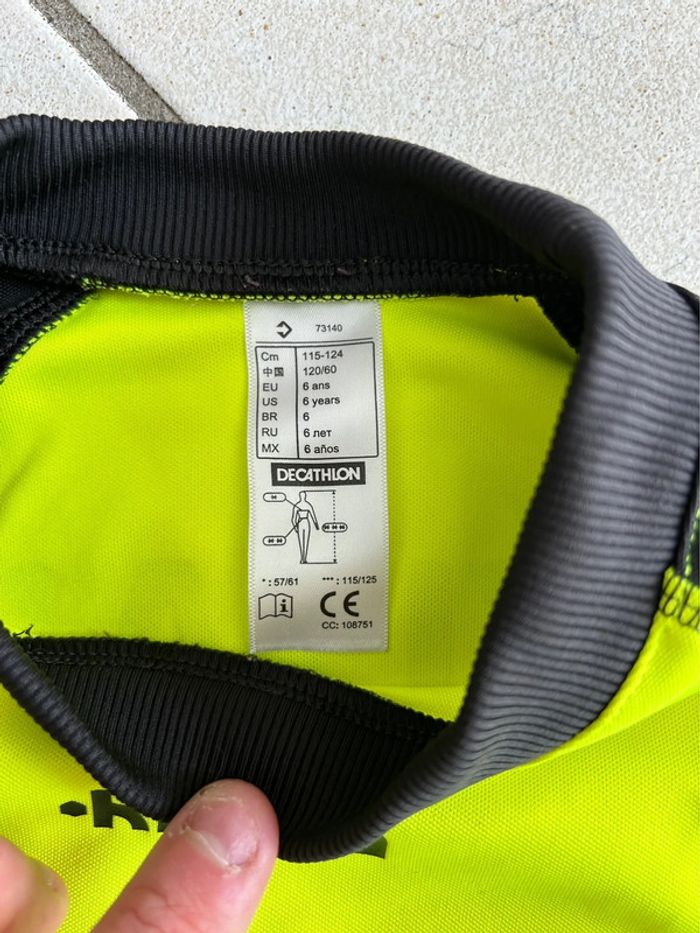 73140
Cm 115-124
中国 120/60
EU 6 ans
US 6 years
BR 6
RU 6 лет
MX 6 años
DECATHLON
* ** ***
* : 57/61 *** : 115/125
CE
CC: 108751